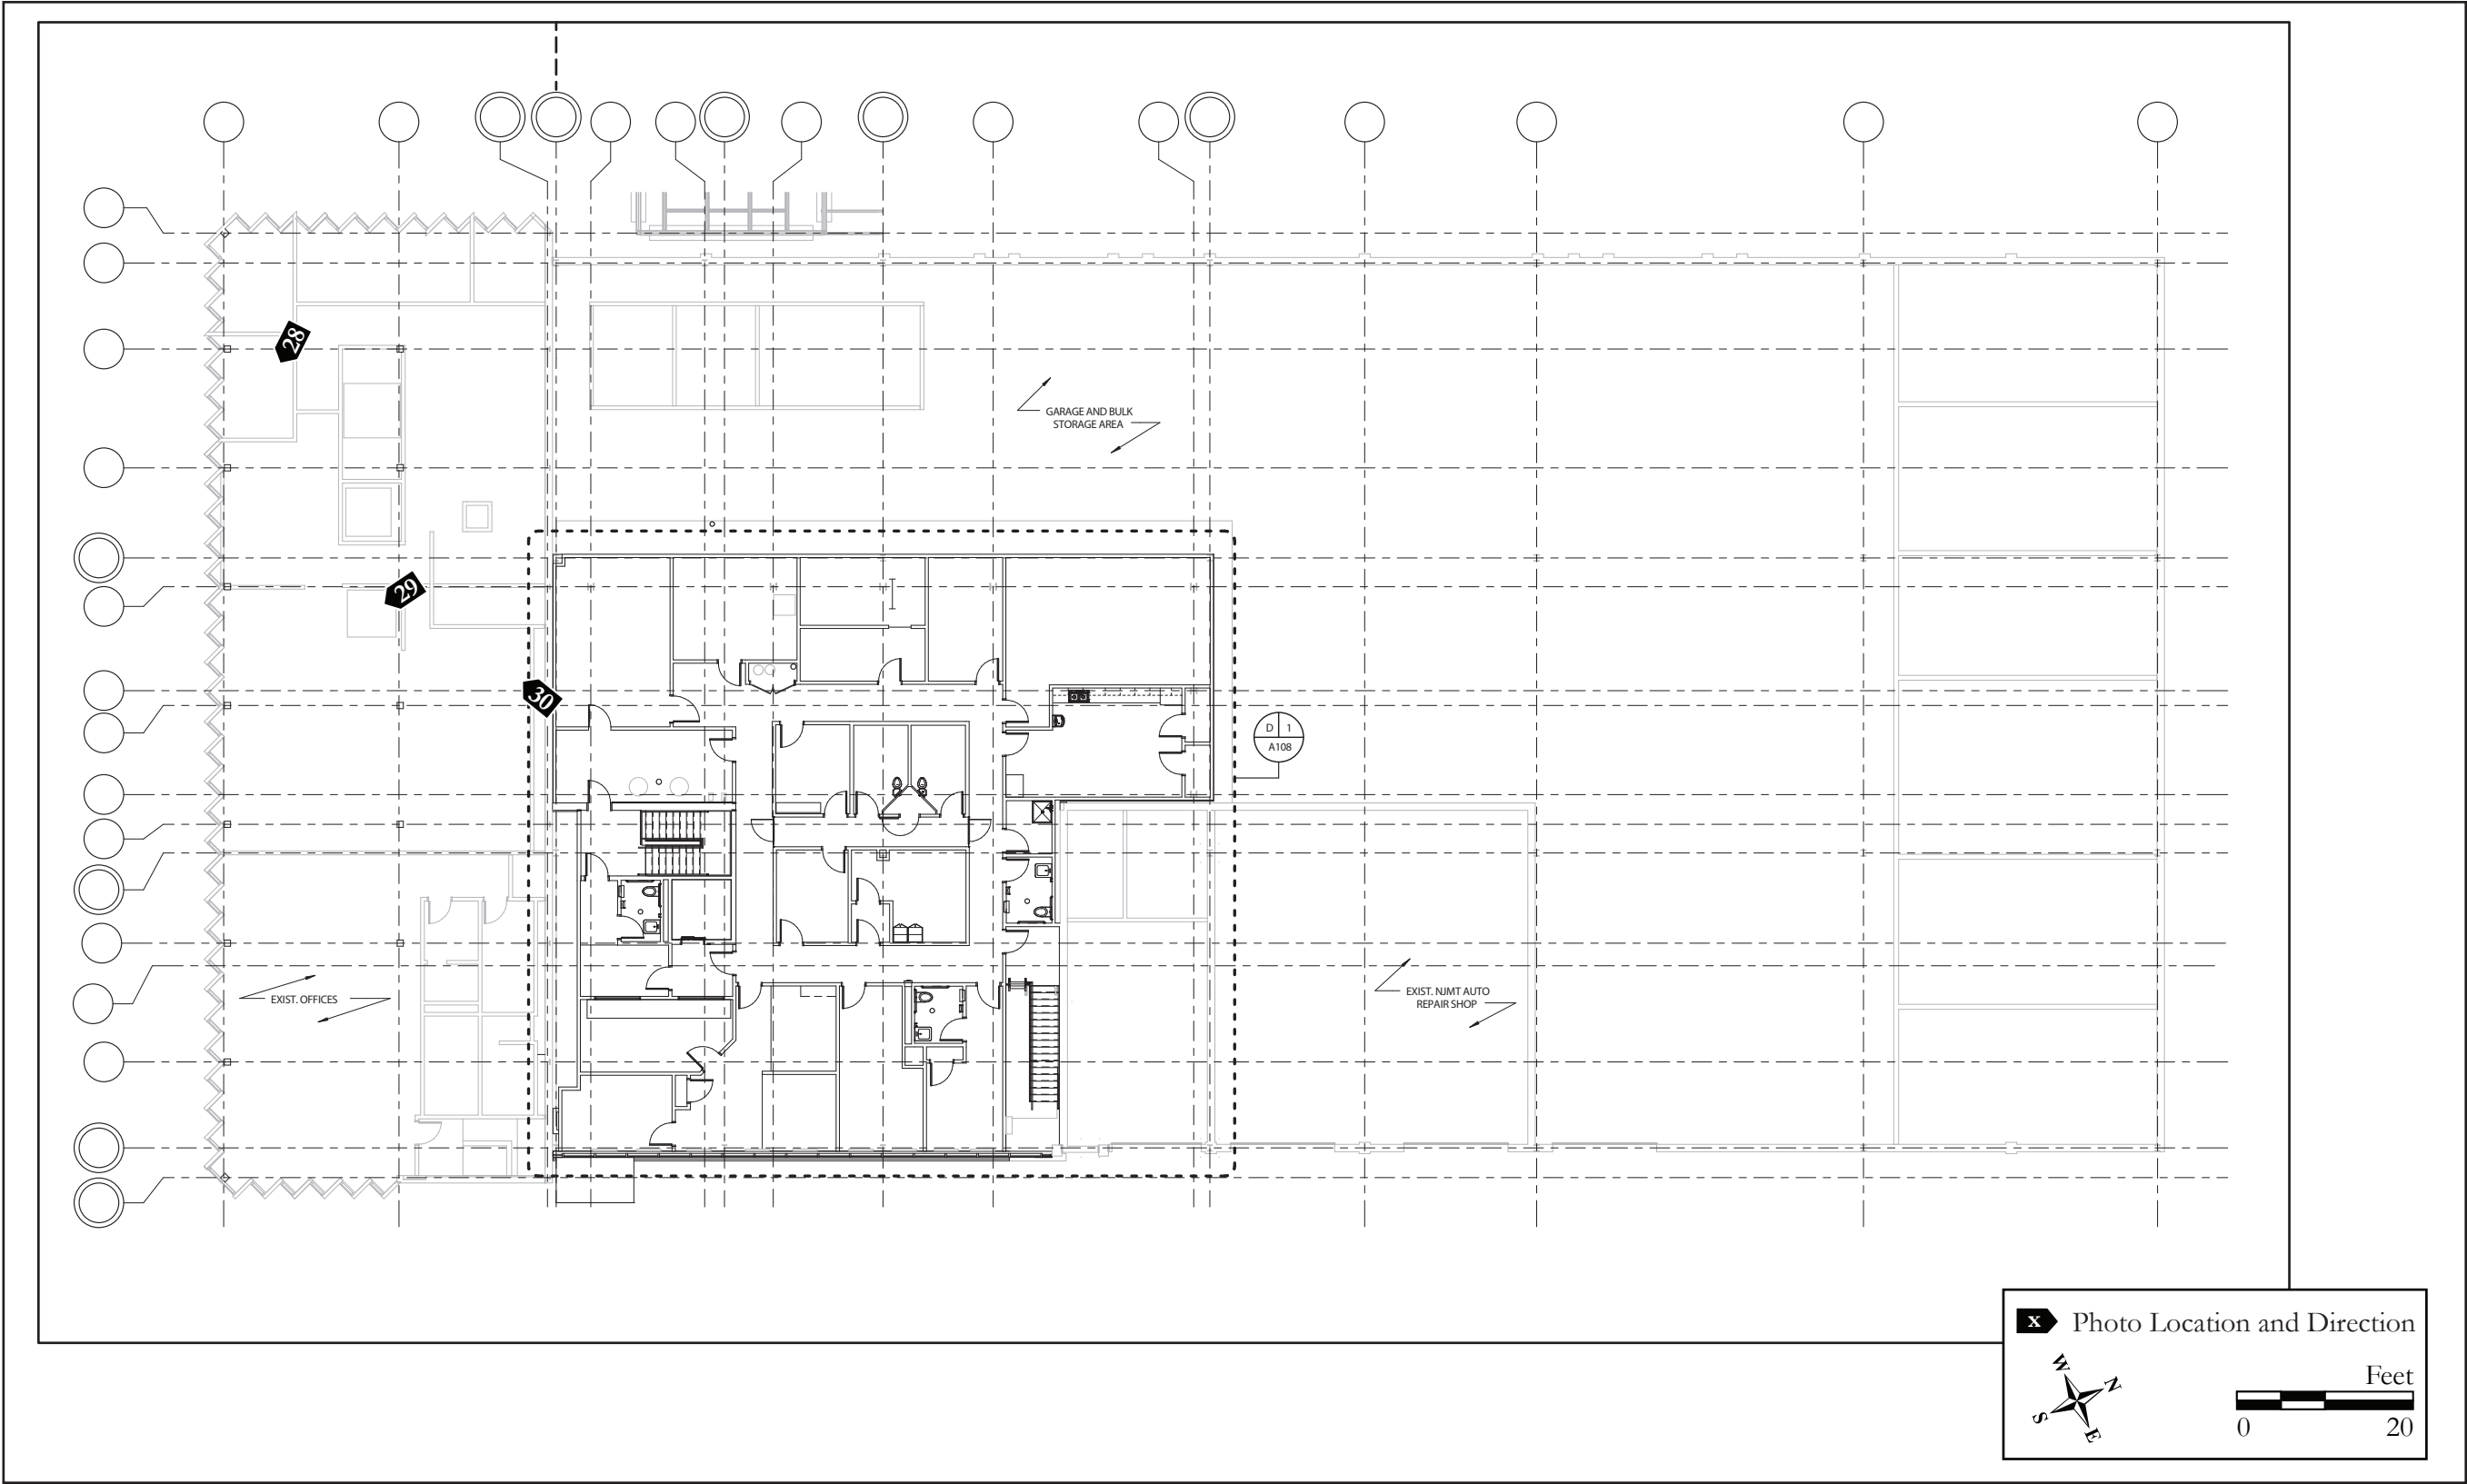 28
GARAGE AND BULK
STORAGE AREA
29
30
D 1
A108
EXIST. OFFICES
EXIST. NJMT AUTO
REPAIR SHOP
x Photo Location and Direction
W
N
S
E
Feet
0 20